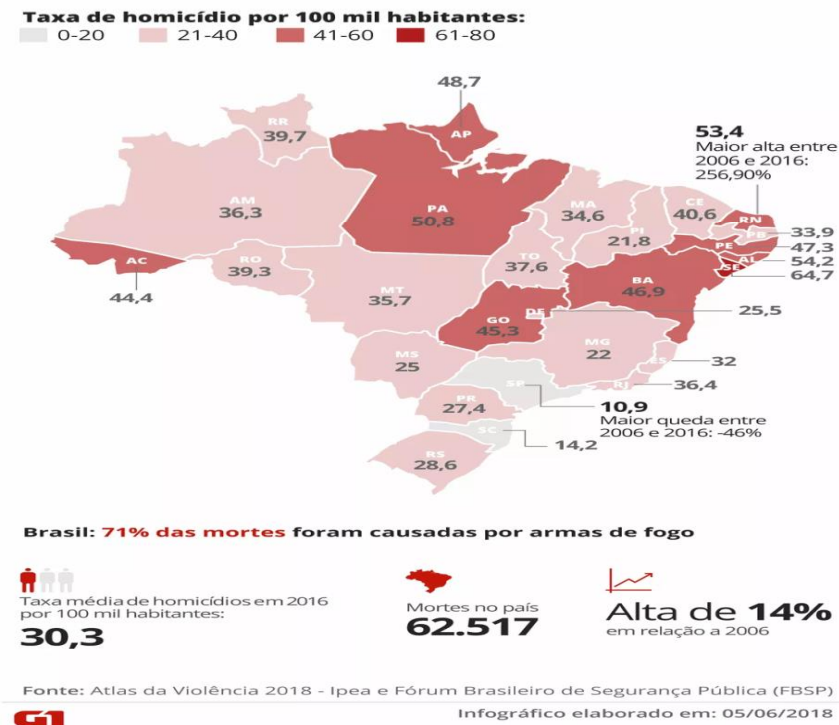 Taxa de homicídio por 100 mil habitantes:
0-20 21-40 41-60 61-80
48,7
AP
RR
39,7
53,4
Maior alta entre
2006 e 2016:
256,90%
AM
36,3
PA
50,8
MA
34,6
CE
40,6
RN
PI
21,8
PB
33,9
PE
47,3
AL
54,2
SE
64,7
AC
44,4
RO
39,3
TO
37,6
MT
35,7
BA
46,9
GO
45,3
DF
25,5
MG
22
ES
32
MS
25
SP
RJ
36,4
10,9
Maior queda entre
2006 e 2016: -46%
PR
27,4
SC
14,2
RS
28,6
Brasil: 71% das mortes foram causadas por armas de fogo
Taxa média de homicídios em 2016
por 100 mil habitantes:
30,3
Mortes no país
62.517
Alta de 14%
em relação a 2006
Fonte: Atlas da Violência 2018 - Ipea e Fórum Brasileiro de Segurança Pública (FBSP)
G1
Infográfico elaborado em: 05/06/2018